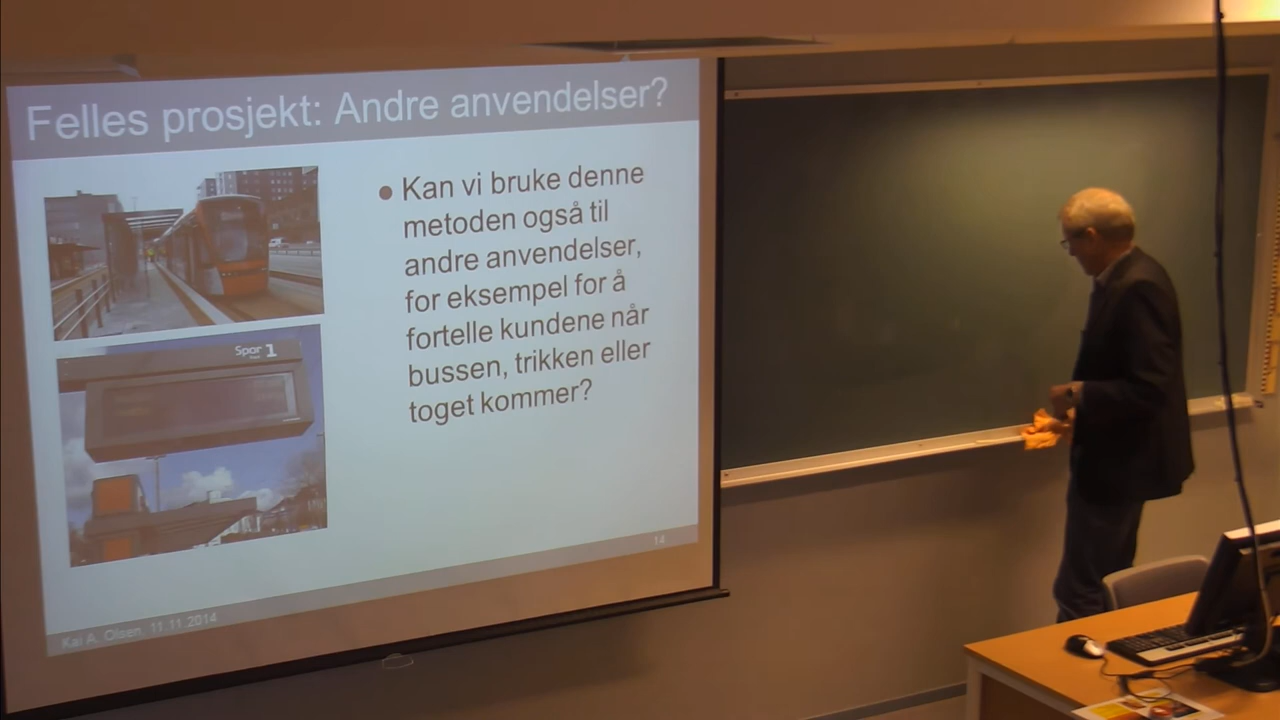 Felles prosjekt: Andre anvendelser?
● Kan vi bruke denne
metoden også til
andre anvendelser,
for eksempel for å
fortelle kundene når
bussen, trikken eller
toget kommer?
Spor 1
14
Kai A. Olsen, 11.11.2014